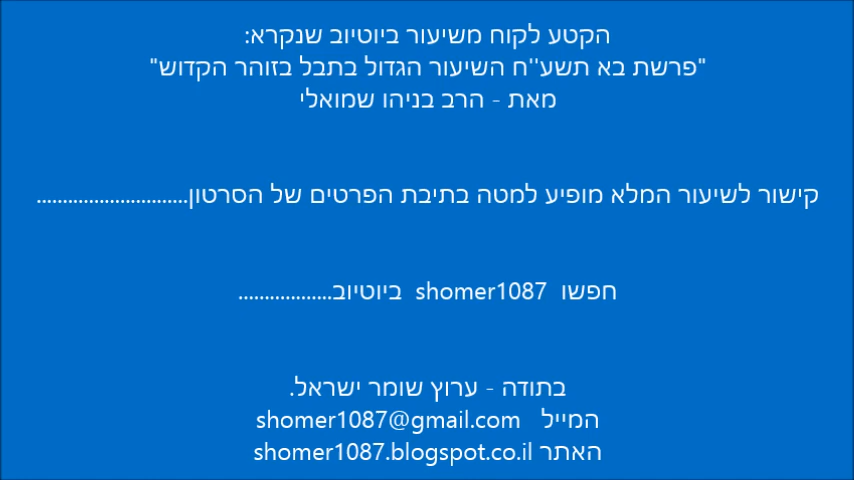 הקטע לקוח משיעור ביוטיוב שנקרא:
"פרשת בא תשע''ח השיעור הגדול בתבל בזוהר הקדוש"
מאת - הרב בניהו שמואלי
קישור לשיעור המלא מופיע למטה בתיבת הפרטים של הסרטון.............................
חפשו shomer1087 ביוטיוב..................
בתודה - ערוץ שומר ישראל.
המייל shomer1087@gmail.com
האתר shomer1087.blogspot.co.il